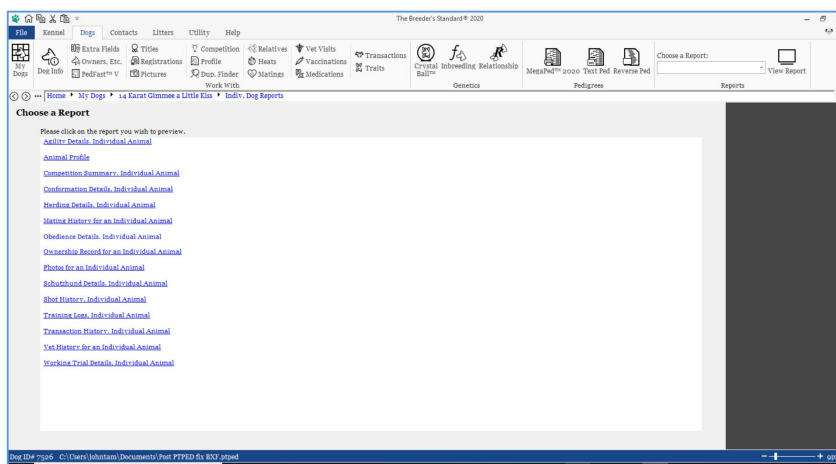 The Breeder's Standard® 2020
File Kennel Dogs Contacts Litters Utility Help
My Dogs
Dog Info
Extra Fields Titles
Owners, Etc. Registrations
PedFast™ V Pictures
Competition Relatives Vet Visits
Profile Heats Vaccinations
Dup. Finder Matings Medications
Transactions
Traits
Work With
Crystal Ball™ Inbreeding Relationship
Genetics
MegaPed™ 2020 Text Ped Reverse Ped
Pedigrees
Choose a Report:
View Report
Reports
Home My Dogs 14 Karat Gimmee a Little Kiss Indiv. Dog Reports
Choose a Report
Please click on the report you wish to preview.
Agility Details, Individual Animal
Animal Profile
Competition Summary, Individual Animal
Conformation Details, Individual Animal
Herding Details, Individual Animal
Mating History for an Individual Animal
Obedience Details, Individual Animal
Ownership Record for an Individual Animal
Photos for an Individual Animal
Schutzhund Details, Individual Animal
Shot History, Individual Animal
Training Logs, Individual Animal
Transaction History, Individual Animal
Vet History for an Individual Animal
Working Trial Details, Individual Animal
Dog ID# 7526 C:\Users\johntam\Documents\Post PTPED fix BXF.ptped